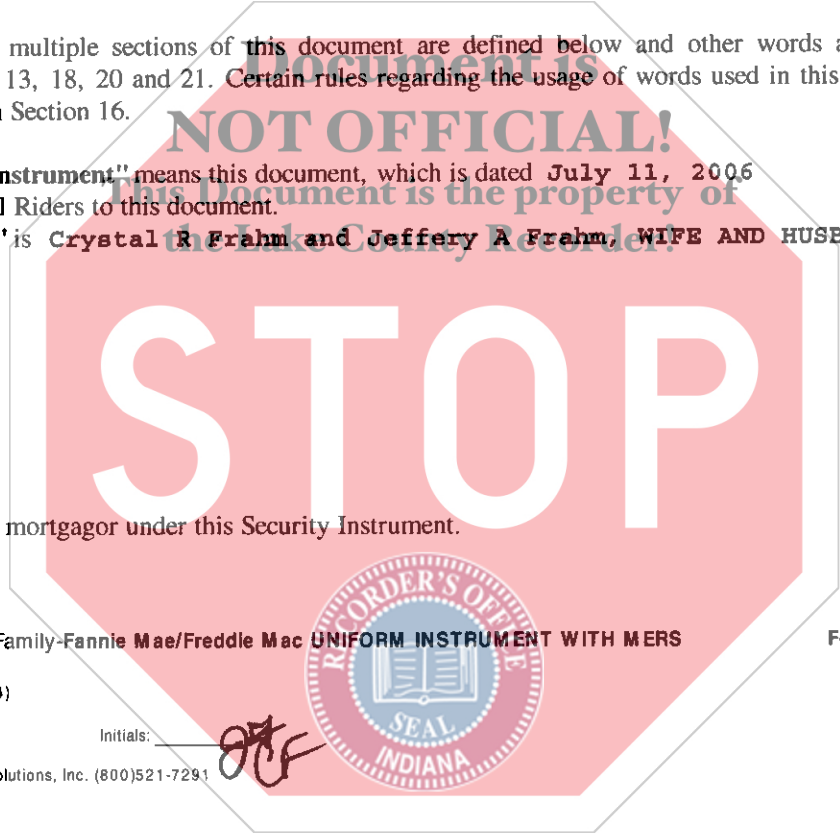 multiple sections of this document are defined below and other words a
13, 18, 20 and 21. Certain rules regarding the usage of words used in this
Section 16.
Document is
NOT OFFICIAL!
This Document is the property of
the Lake County Recorder!
nstrument" means this document, which is dated July 11, 2006
Riders to this document.
" is Crystal R Frahm and Jeffery A Frahm, WIFE AND HUSB
STOP
mortgagor under this Security Instrument.
RECORDER'S OFFICE
SEAL
INDIANA
Family-Fannie Mae/Freddie Mac UNIFORM INSTRUMENT WITH MERS F
)
Initials: JAF CF
olutions, Inc. (800)521-7291